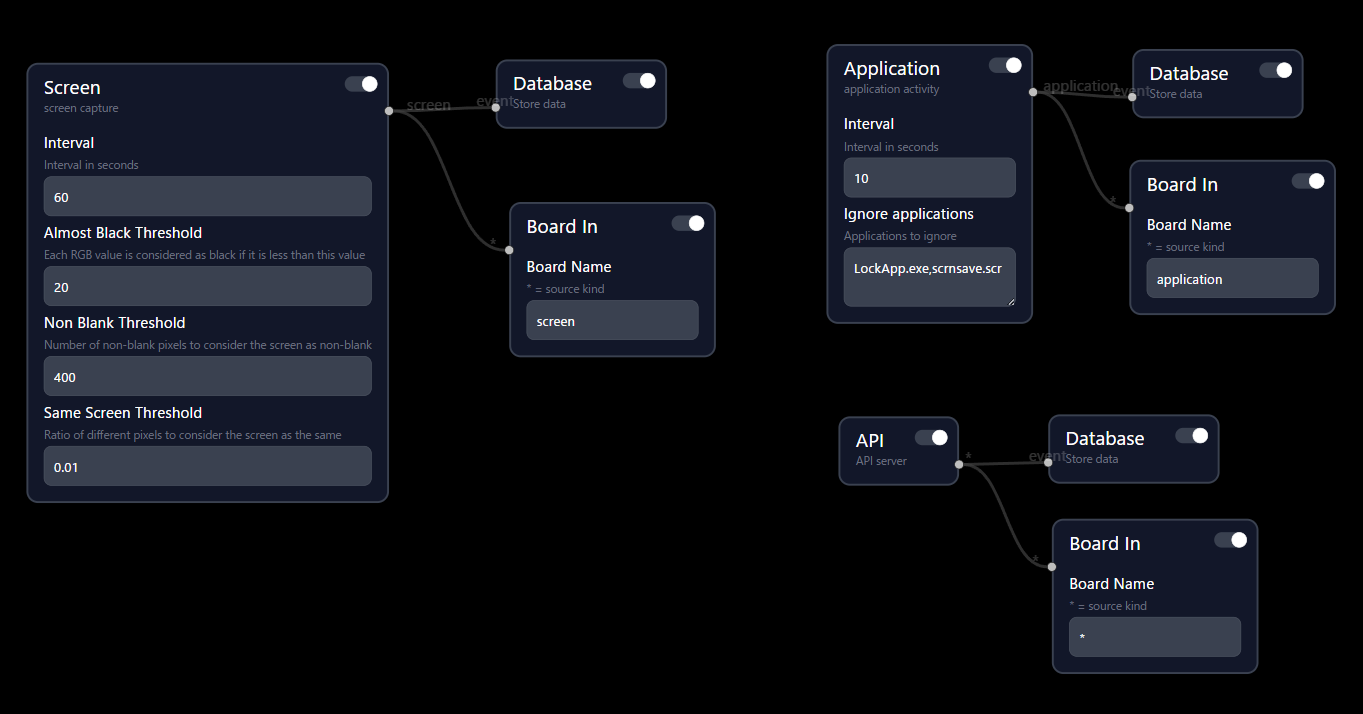 Screen
screen capture
Interval
Interval in seconds
60
Almost Black Threshold
Each RGB value is considered as black if it is less than this value
20
Non Blank Threshold
Number of non-blank pixels to consider the screen as non-blank
400
Same Screen Threshold
Ratio of different pixels to consider the screen as the same
0.01
screen
event
Database
Store data
*
Board In
Board Name
* = source kind
screen
Application
application activity
Interval
Interval in seconds
10
Ignore applications
Applications to ignore
LockApp.exe,scrnsave.scr
application
event
Database
Store data
*
Board In
Board Name
* = source kind
application
API
API server
*
event
Database
Store data
*
Board In
Board Name
* = source kind
*